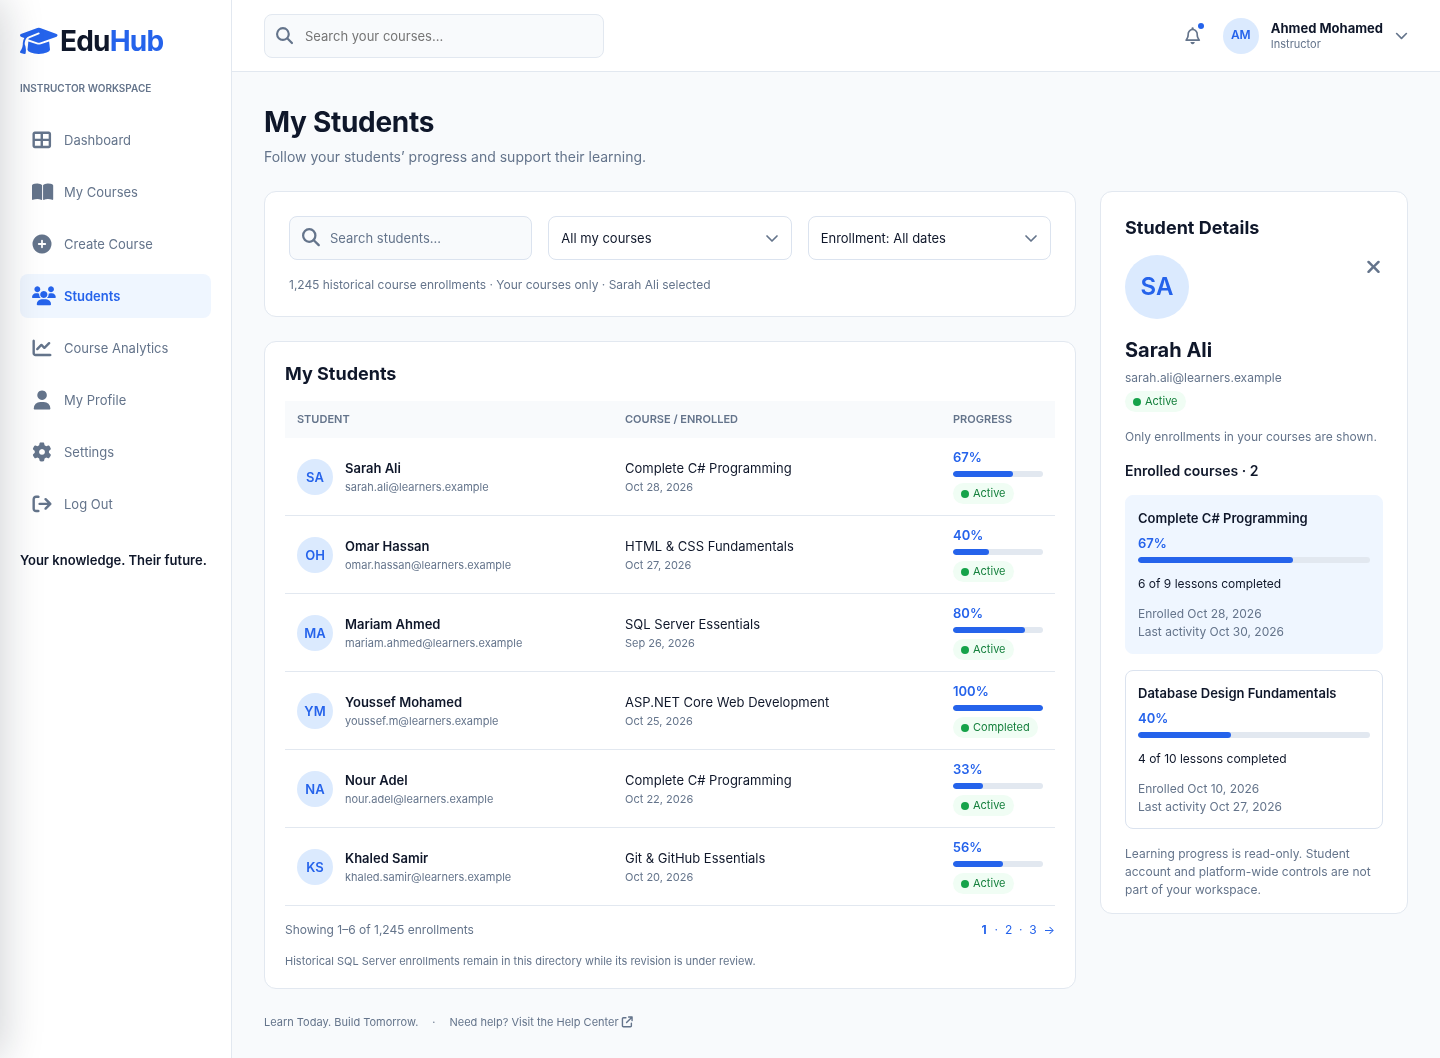 EduHub
INSTRUCTOR WORKSPACE
Dashboard
My Courses
Create Course
Students
Course Analytics
My Profile
Settings
Log Out
Your knowledge. Their future.
Search your courses...
AM
Ahmed Mohamed
Instructor
My Students
Follow your students’ progress and support their learning.
Search students...
All my courses
Enrollment: All dates
1,245 historical course enrollments · Your courses only · Sarah Ali selected
My Students
STUDENT COURSE / ENROLLED PROGRESS
SA
Sarah Ali
sarah.ali@learners.example
Complete C# Programming
Oct 28, 2026
67%
Active
OH
Omar Hassan
omar.hassan@learners.example
HTML & CSS Fundamentals
Oct 27, 2026
40%
Active
MA
Mariam Ahmed
mariam.ahmed@learners.example
SQL Server Essentials
Sep 26, 2026
80%
Active
YM
Youssef Mohamed
youssef.m@learners.example
ASP.NET Core Web Development
Oct 25, 2026
100%
Completed
NA
Nour Adel
nour.adel@learners.example
Complete C# Programming
Oct 22, 2026
33%
Active
KS
Khaled Samir
khaled.samir@learners.example
Git & GitHub Essentials
Oct 20, 2026
56%
Active
Showing 1–6 of 1,245 enrollments
1 · 2 · 3 →
Historical SQL Server enrollments remain in this directory while its revision is under review.
Student Details
SA
Sarah Ali
sarah.ali@learners.example
Active
Only enrollments in your courses are shown.
Enrolled courses · 2
Complete C# Programming
67%
6 of 9 lessons completed
Enrolled Oct 28, 2026
Last activity Oct 30, 2026
Database Design Fundamentals
40%
4 of 10 lessons completed
Enrolled Oct 10, 2026
Last activity Oct 27, 2026
Learning progress is read-only. Student
account and platform-wide controls are not
part of your workspace.
Learn Today. Build Tomorrow. · Need help? Visit the Help Center